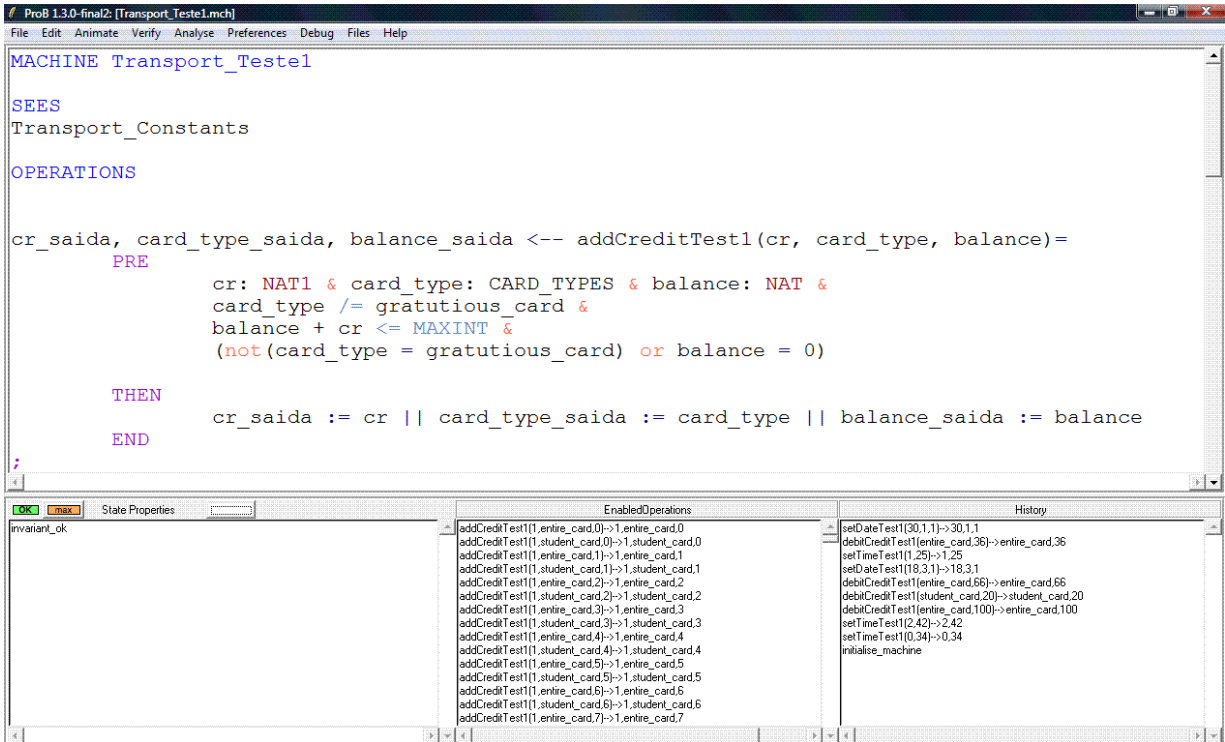 ProB 1.3.0-final2: [Transport_Teste1.mch]
File Edit Animate Verify Analyse Preferences Debug Files Help
MACHINE Transport_Teste1
SEES
Transport_Constants
OPERATIONS
cr_saida, card_type_saida, balance_saida <-- addCreditTest1(cr, card_type, balance)=
PRE
cr: NAT1 & card_type: CARD_TYPES & balance: NAT &
card_type /= gratutious_card &
balance + cr <= MAXINT &
(not(card_type = gratutious_card) or balance = 0)
THEN
cr_saida := cr || card_type_saida := card_type || balance_saida := balance
END
;
OK max State Properties
invariant_ok
EnabledOperations
addCreditTest1(1,entire_card,0)-->1,entire_card,0
addCreditTest1(1,student_card,0)-->1,student_card,0
addCreditTest1(1,entire_card,1)-->1,entire_card,1
addCreditTest1(1,student_card,1)-->1,student_card,1
addCreditTest1(1,entire_card,2)-->1,entire_card,2
addCreditTest1(1,student_card,2)-->1,student_card,2
addCreditTest1(1,entire_card,3)-->1,entire_card,3
addCreditTest1(1,student_card,3)-->1,student_card,3
addCreditTest1(1,entire_card,4)-->1,entire_card,4
addCreditTest1(1,student_card,4)-->1,student_card,4
addCreditTest1(1,entire_card,5)-->1,entire_card,5
addCreditTest1(1,student_card,5)-->1,student_card,5
addCreditTest1(1,entire_card,6)-->1,entire_card,6
addCreditTest1(1,student_card,6)-->1,student_card,6
addCreditTest1(1,entire_card,7)-->1,entire_card,7
History
setDateTest1(30,1,1)-->30,1,1
debitCreditTest1(entire_card,36)-->entire_card,36
setTimeTest1(1,25)-->1,25
setDateTest1(18,3,1)-->18,3,1
debitCreditTest1(entire_card,66)-->entire_card,66
debitCreditTest1(student_card,20)-->student_card,20
debitCreditTest1(entire_card,100)-->entire_card,100
setTimeTest1(2,42)-->2,42
setTimeTest1(0,34)-->0,34
initialise_machine